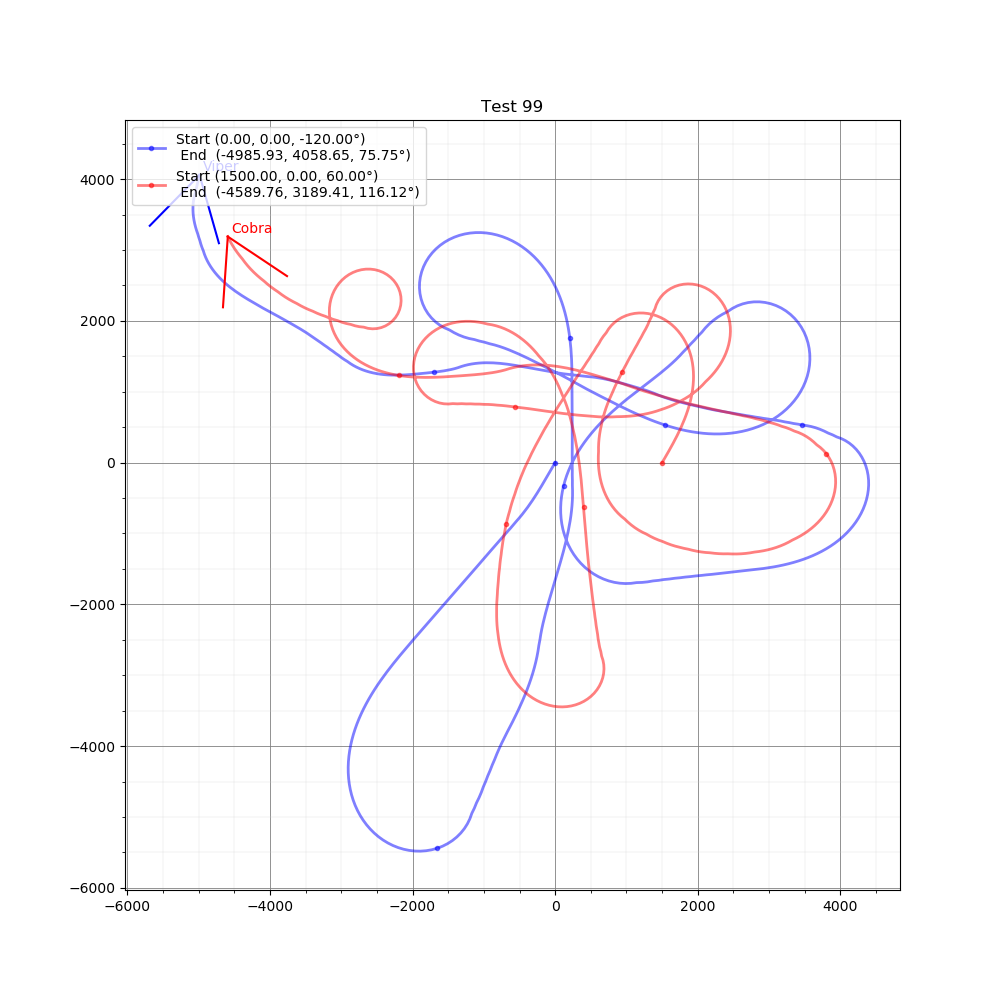 Test 99
Start (0.00, 0.00, -120.00°)
End (-4985.93, 4058.65, 75.75°)
Start (1500.00, 0.00, 60.00°)
End (-4589.76, 3189.41, 116.12°)
Viper
Cobra
4000
2000
0
−2000
−4000
−6000
−6000
−4000
−2000
0
2000
4000